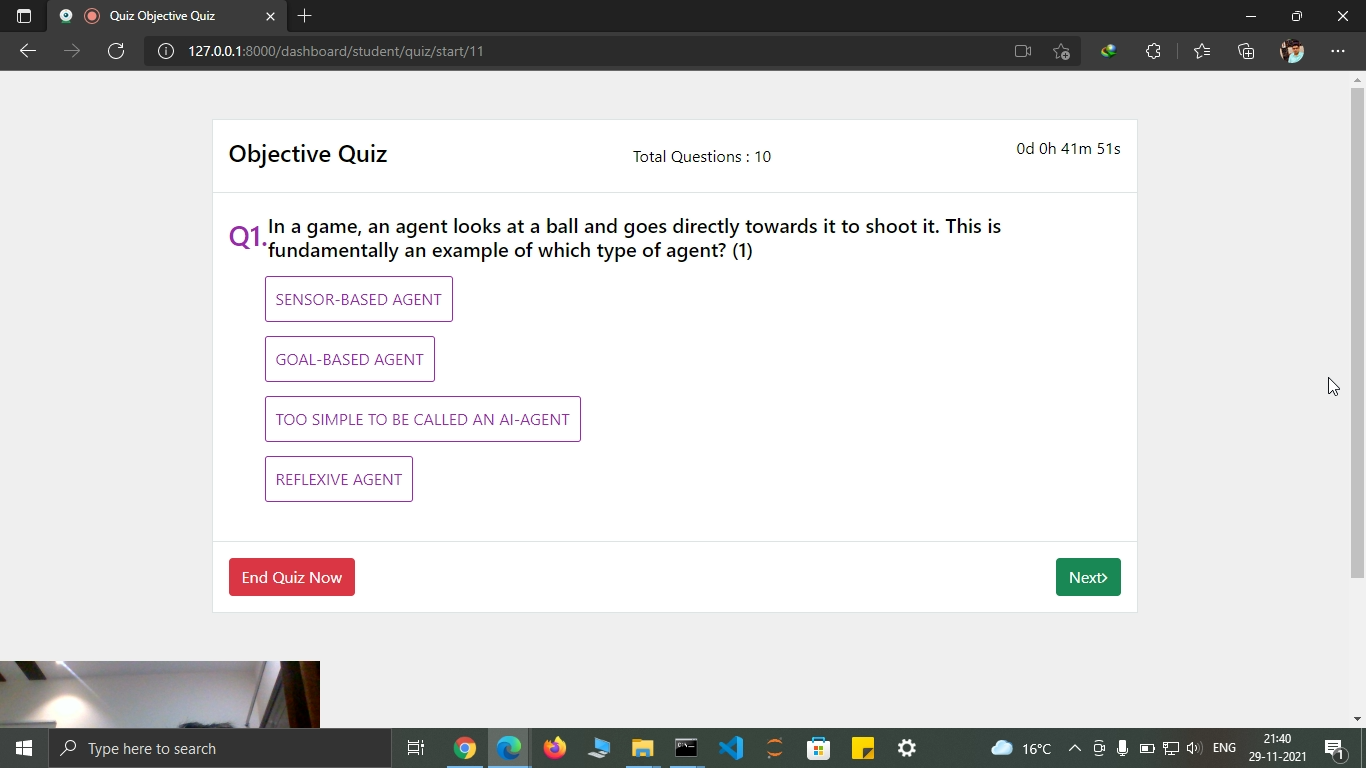 Quiz Objective Quiz
127.0.0.1:8000/dashboard/student/quiz/start/11
Objective Quiz
Total Questions : 10
0d 0h 41m 51s
Q1.
In a game, an agent looks at a ball and goes directly towards it to shoot it. This is
fundamentally an example of which type of agent? (1)
SENSOR-BASED AGENT
GOAL-BASED AGENT
TOO SIMPLE TO BE CALLED AN AI-AGENT
REFLEXIVE AGENT
End Quiz Now
Next>
Type here to search
16°C
ENG
21:40
29-11-2021
1